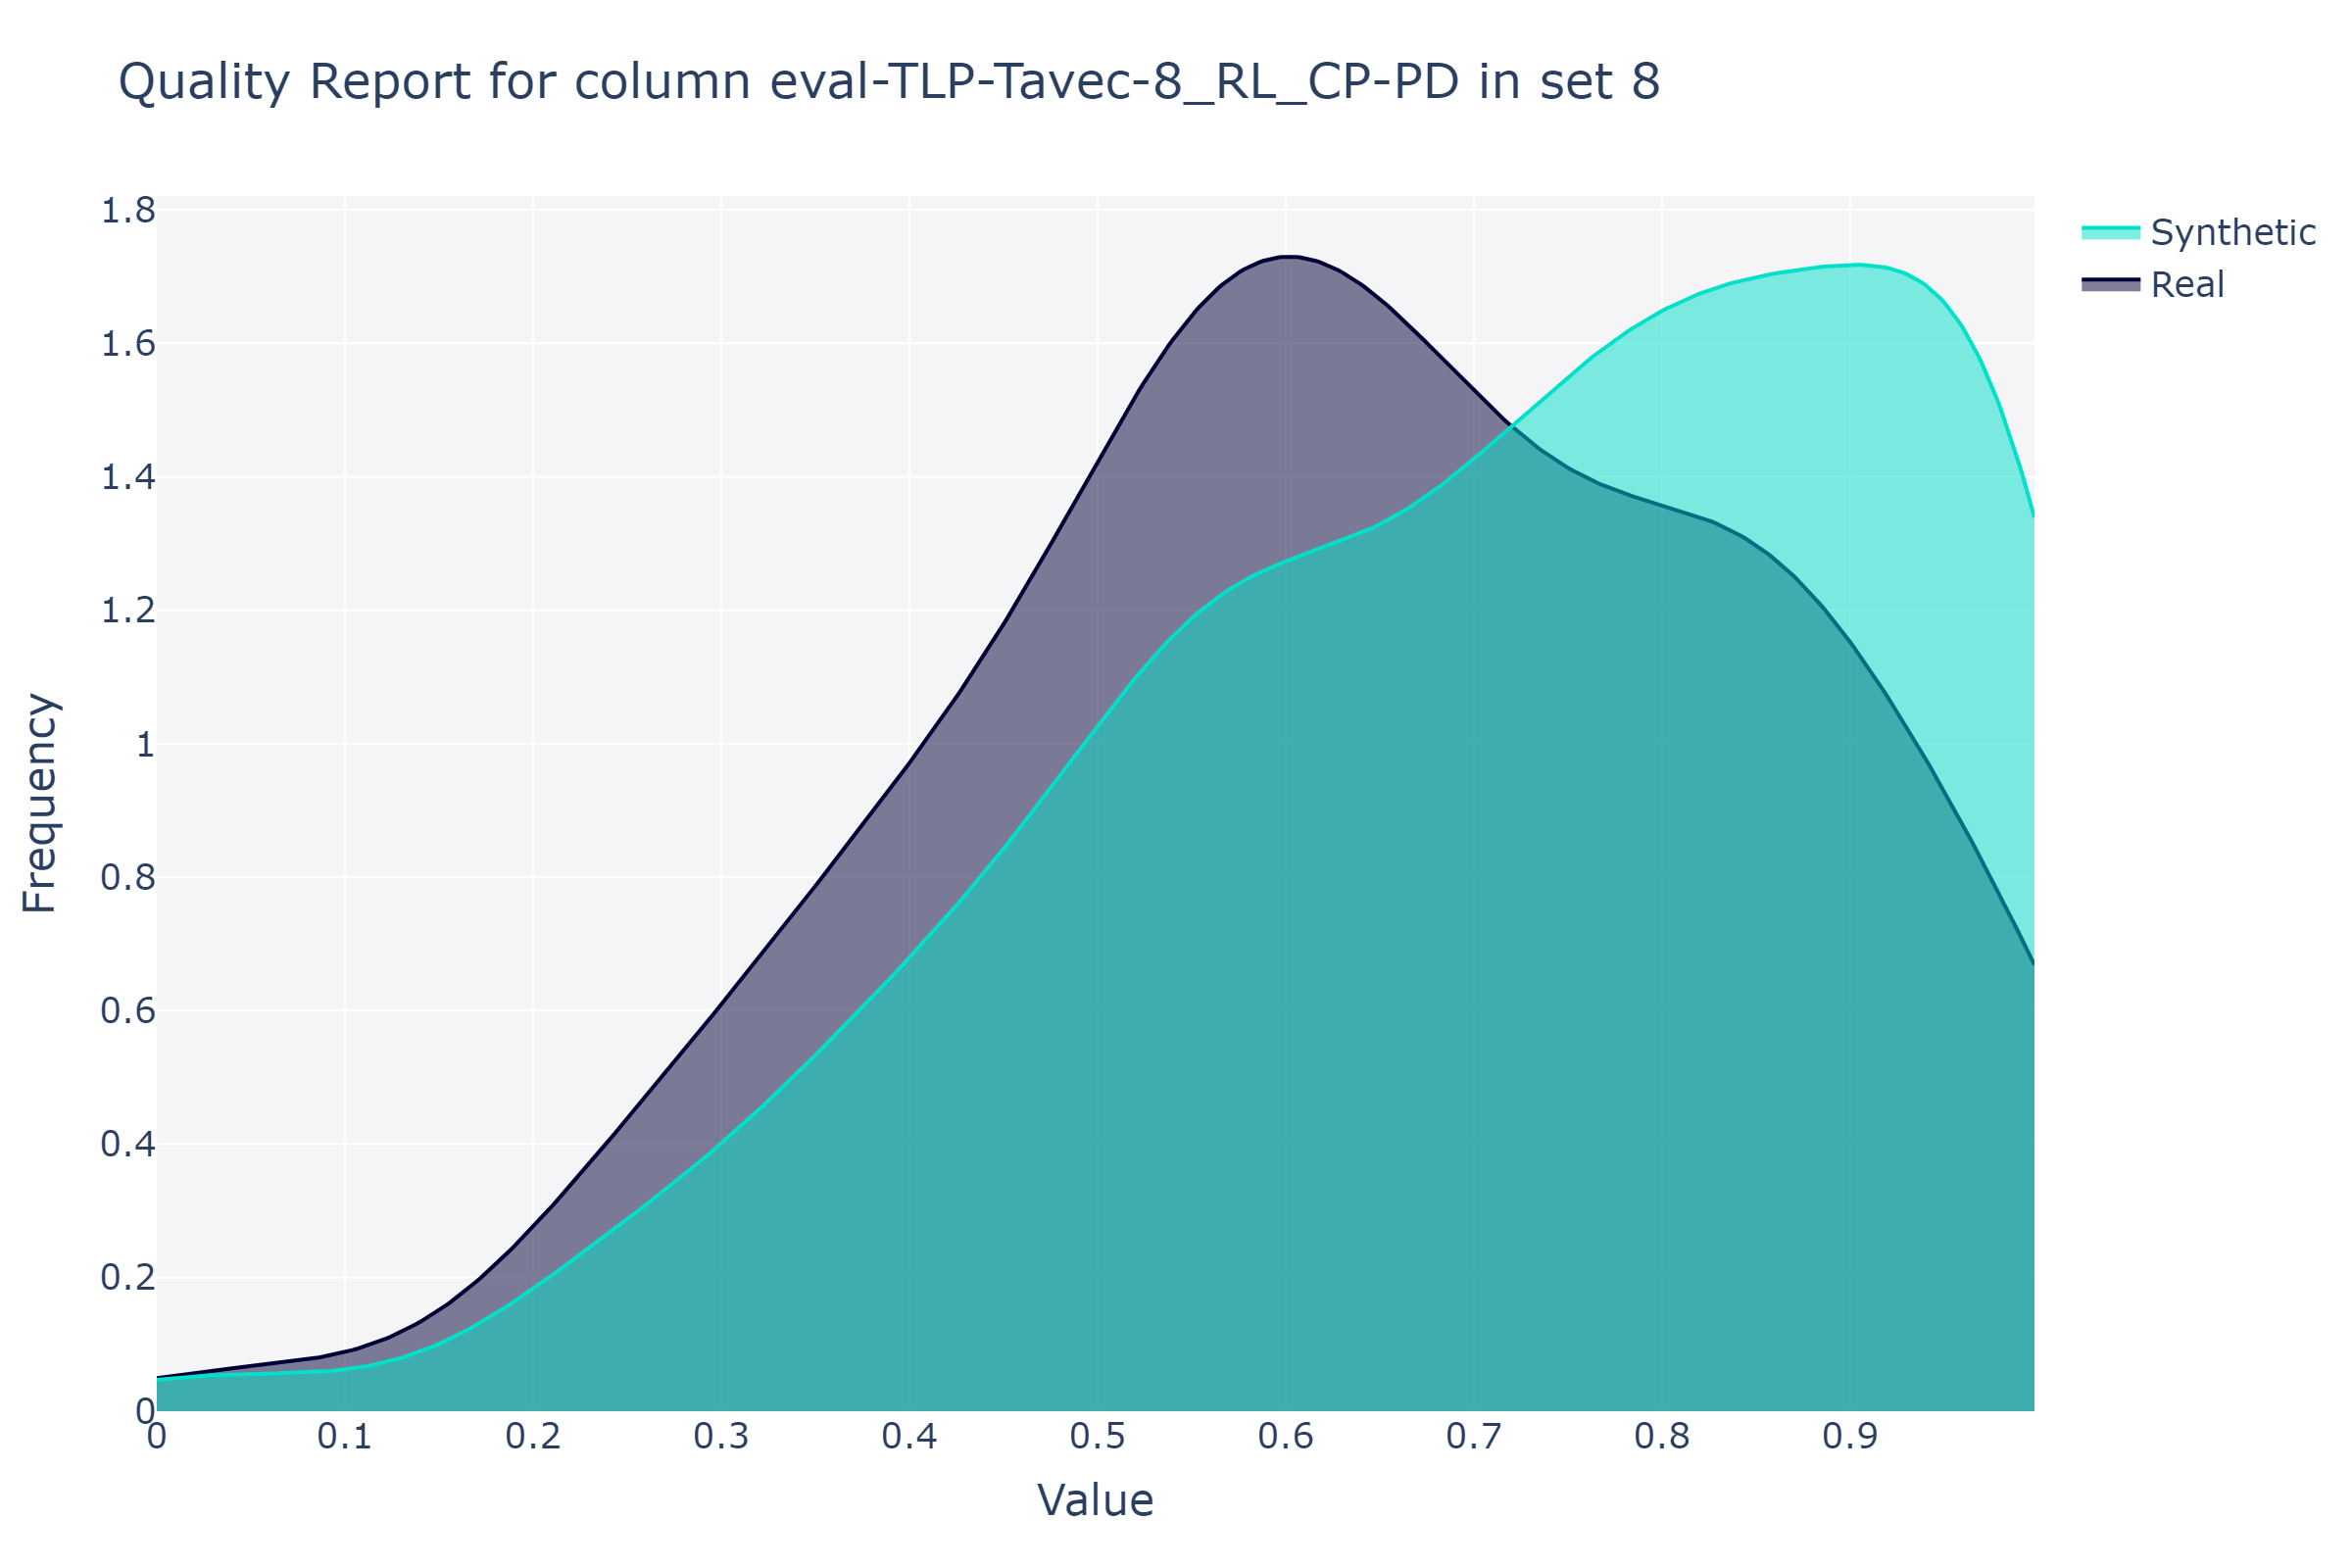 Quality Report for column eval-TLP-Tavec-8_RL_CP-PD in set 8
Synthetic
Real
1.8
1.6
1.4
1.2
1
0.8
0.6
0.4
0.2
0
0 0.1 0.2 0.3 0.4 0.5 0.6 0.7 0.8 0.9
Frequency
Value